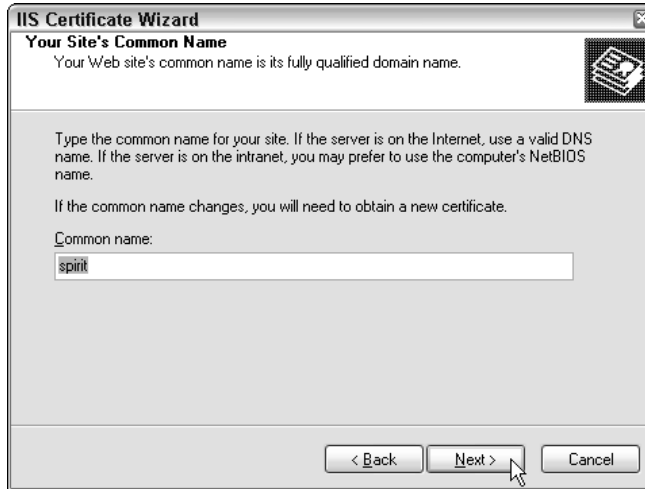 IIS Certificate Wizard
Your Site's Common Name
Your Web site's common name is its fully qualified domain name.
Type the common name for your site. If the server is on the Internet, use a valid DNS
name. If the server is on the intranet, you may prefer to use the computer's NetBIOS
name.
If the common name changes, you will need to obtain a new certificate.
Common name:
spirit
< Back
Next >
Cancel